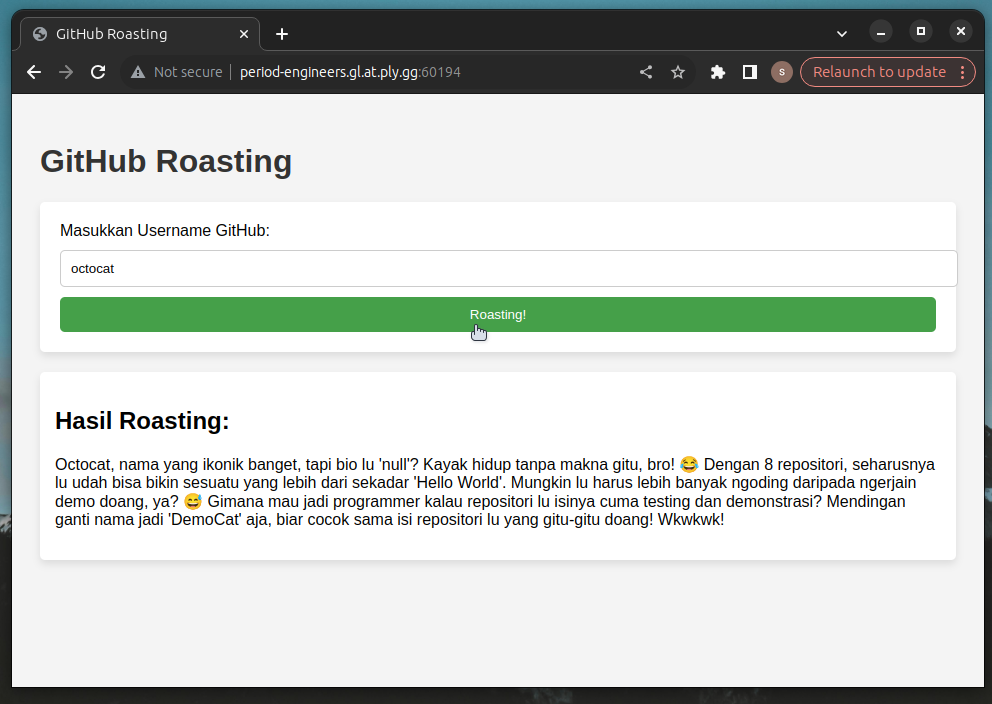 GitHub Roasting
Not secure
period-engineers.gl.at.ply.gg:60194
S
Relaunch to update
GitHub Roasting
Masukkan Username GitHub:
octocat
Roasting!
Hasil Roasting:
Octocat, nama yang ikonik banget, tapi bio lu 'null'? Kayak hidup tanpa makna gitu, bro! 😂 Dengan 8 repositori, seharusnya
lu udah bisa bikin sesuatu yang lebih dari sekadar 'Hello World'. Mungkin lu harus lebih banyak ngoding daripada ngerjain
demo doang, ya? 😅 Gimana mau jadi programmer kalau repositori lu isinya cuma testing dan demonstrasi? Mendingan
ganti nama jadi 'DemoCat' aja, biar cocok sama isi repositori lu yang gitu-gitu doang! Wkwkwk!